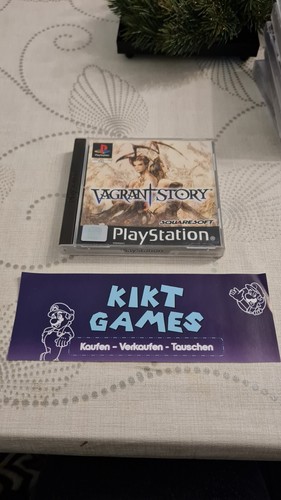 VAGRANT STORY
SQUARESOFT
PlayStation
KIKT
GAMES
Kaufen - Verkaufen - Tauschen